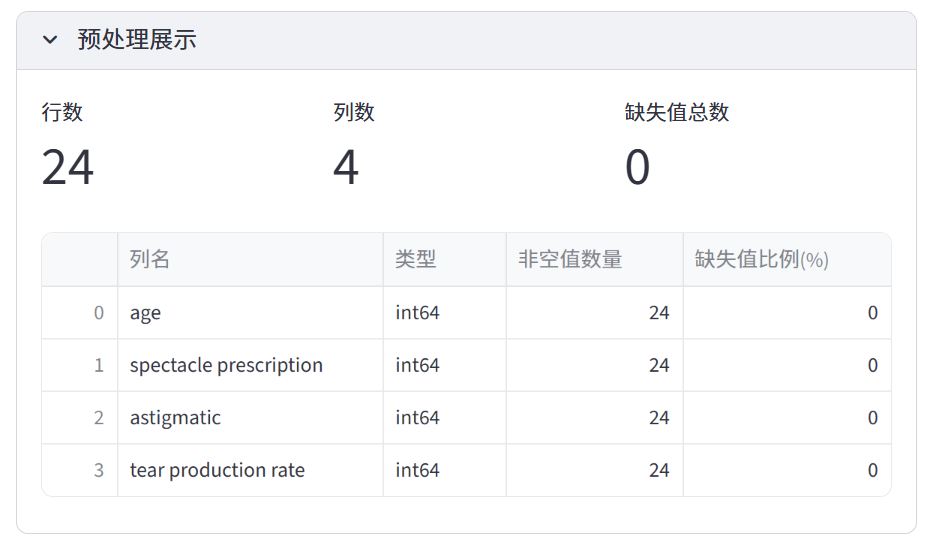 预处理展示
行数 列数 缺失值总数
24 4 0
列名 类型 非空值数量 缺失值比例(%)
0 age int64 24 0
1 spectacle prescription int64 24 0
2 astigmatic int64 24 0
3 tear production rate int64 24 0